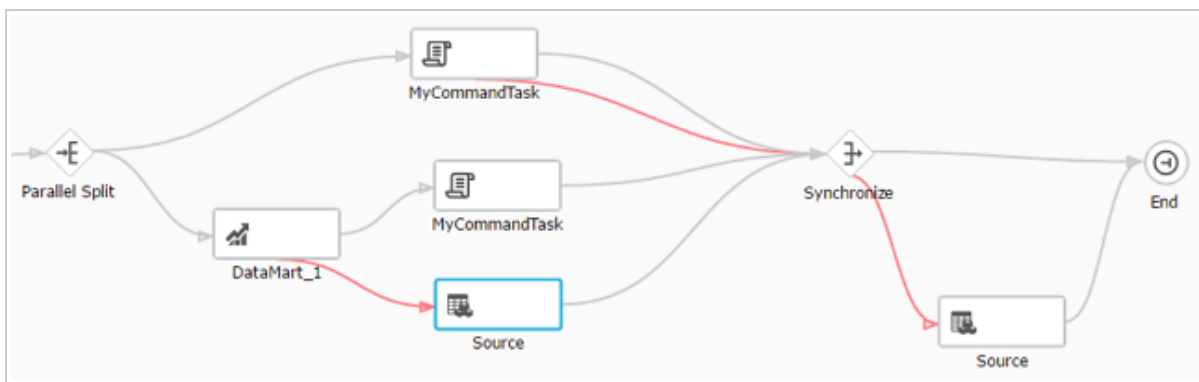 MyCommandTask
Parallel Split
Synchronize
End
MyCommandTask
DataMart_1
Source
Source